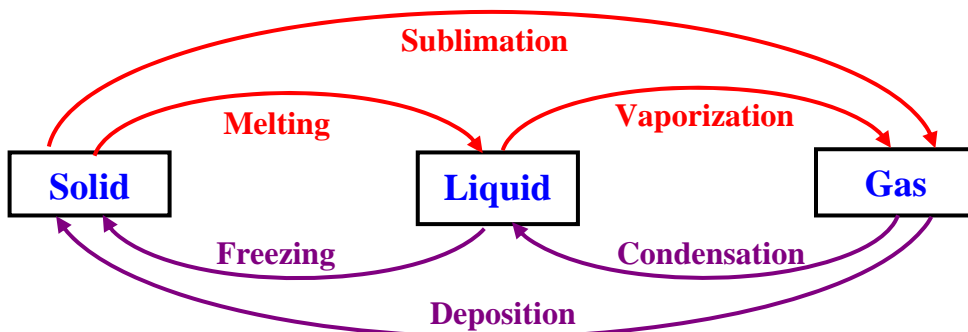 Sublimation
Melting
Vaporization
Solid
Liquid
Gas
Freezing
Condensation
Deposition